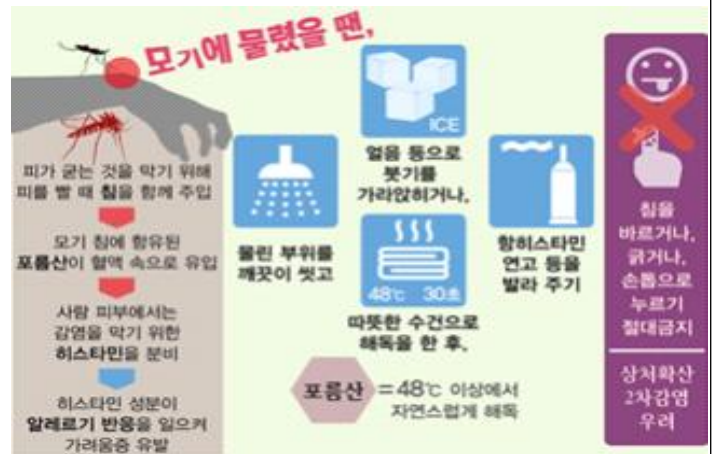 모기에 물렸을 땐,
피가 굳는 것을 막기 위해
피를 빨 때 침을 함께 주입
모기 침에 함유된
포름산이 혈액 속으로 유입
사람 피부에서는
감염을 막기 위한
히스타민을 분비
히스타민 성분이
알레르기 반응을 일으켜
가려움증 유발
물린 부위를
깨끗이 씻고
ICE
얼음 등으로
붓기를
가라앉히거나,
48℃ 30초
따뜻한 수건으로
해독을 한 후,
항히스타민
연고 등을
발라 주기
포름산 = 48℃ 이상에서
자연스럽게 해독
침을
바르거나,
긁거나,
손톱으로
누르기
절대금지
상처확산
2차감염
우려